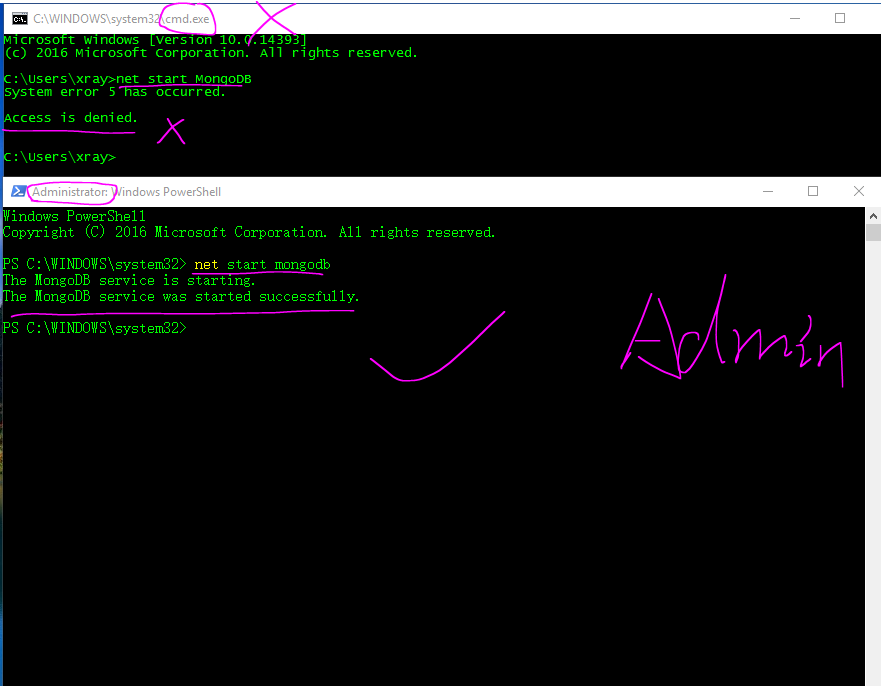 C:\WINDOWS\system32\cmd.exe
Microsoft Windows [Version 10.0.14393]
(c) 2016 Microsoft Corporation. All rights reserved.
C:\Users\xray>net start MongoDB
System error 5 has occurred.
Access is denied.
C:\Users\xray>
Administrator: Windows PowerShell
Windows PowerShell
Copyright (C) 2016 Microsoft Corporation. All rights reserved.
PS C:\WINDOWS\system32> net start mongodb
The MongoDB service is starting.
The MongoDB service was started successfully.
PS C:\WINDOWS\system32>
Admin